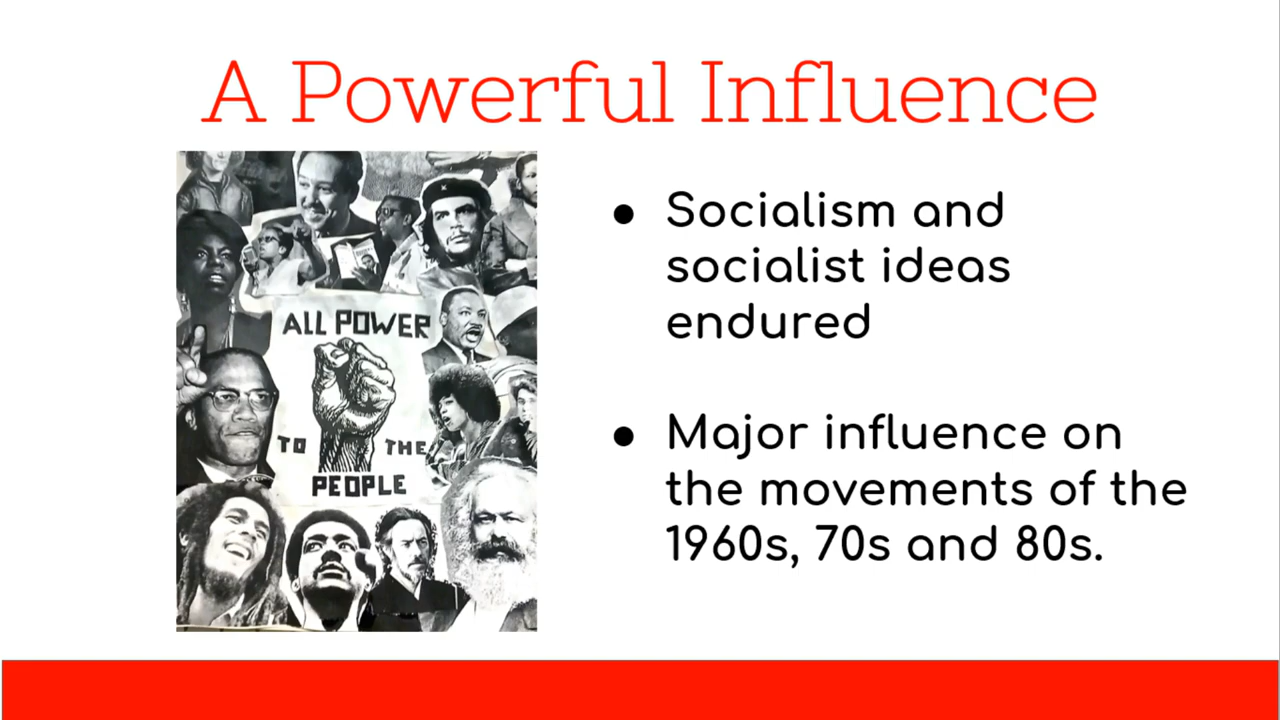 A Powerful Influence
ALL POWER
TO THE
PEOPLE
● Socialism and
socialist ideas
endured
● Major influence on
the movements of the
1960s, 70s and 80s.